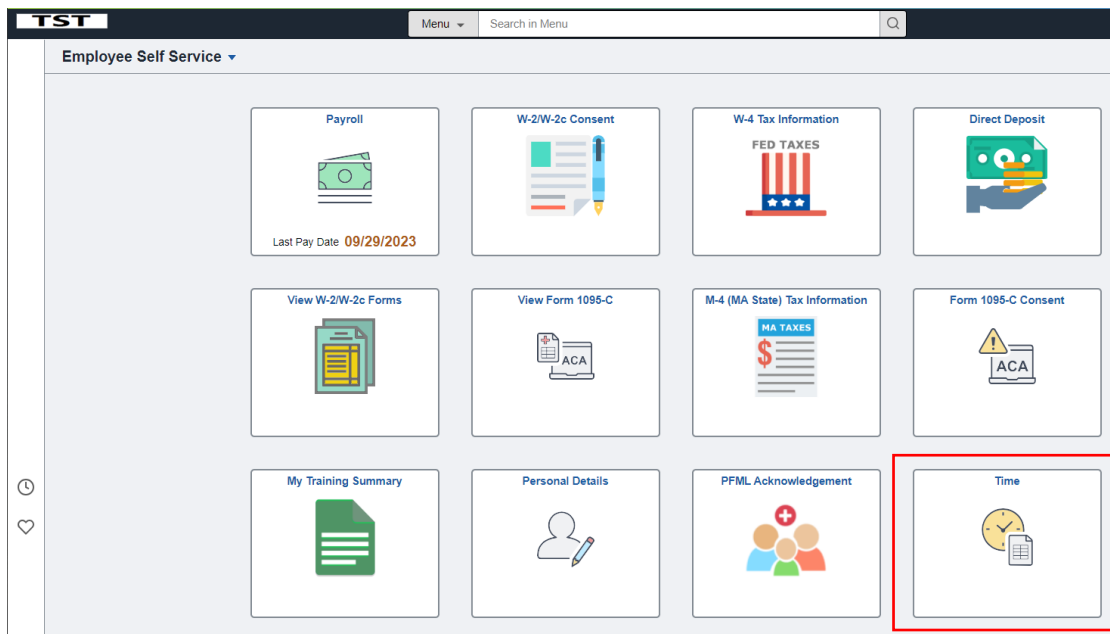 TST
Menu
Search in Menu
Employee Self Service
Payroll
W-2/W-2c Consent
W-4 Tax Information
Direct Deposit
FED TAXES
Last Pay Date 09/29/2023
View W-2/W-2c Forms
View Form 1095-C
M-4 (MA State) Tax Information
Form 1095-C Consent
MA TAXES
$
ACA
ACA
My Training Summary
Personal Details
PFML Acknowledgement
Time